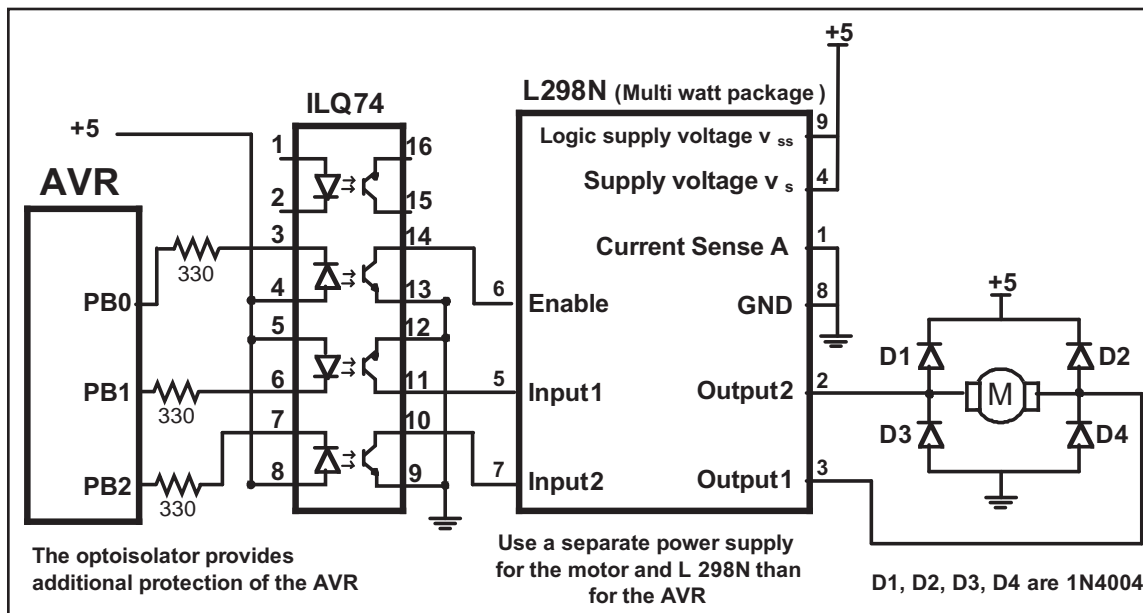 +5
L298N (Multi watt package )
ILQ74
+5
AVR
PB0
PB1
PB2
330
330
330
1
2
3
4
5
6
7
8
16
15
14
13
12
11
10
9
Logic supply voltage v ss
9
Supply voltage v s
4
Current Sense A
1
GND
8
6
Enable
5
Input1
7
Input2
Output2
2
Output1
3
+5
D1
D2
M
D3
D4
The optoisolator provides
additional protection of the AVR
Use a separate power supply
for the motor and L 298N than
for the AVR
D1, D2, D3, D4 are 1N4004